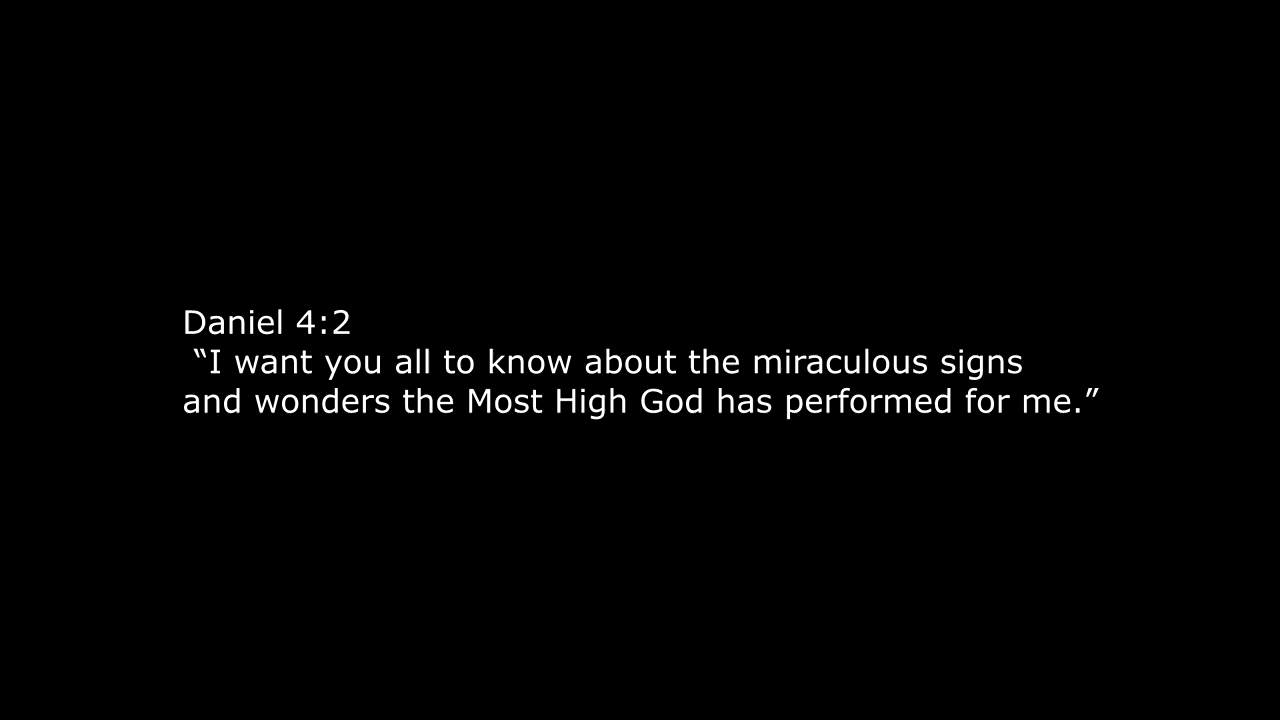 Daniel 4:2
“I want you all to know about the miraculous signs
and wonders the Most High God has performed for me.”